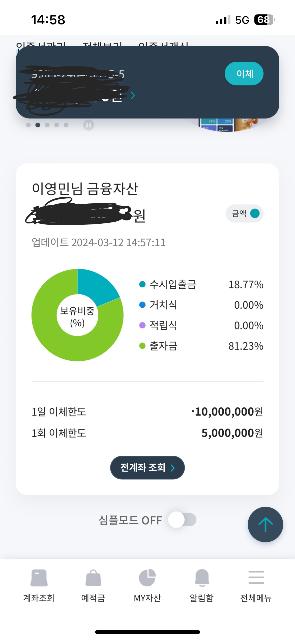 14:58
5G 68
이체
이영민님 금융자산
원
금액
업데이트 2024-03-12 14:57:11
보유비중
(%)
수시입출금 18.77%
거치식 0.00%
적립식 0.00%
출자금 81.23%
1일 이체한도 10,000,000원
1회 이체한도 5,000,000원
전계좌 조회 >
심플모드 OFF
계좌조회 예적금 MY자산 알림함 전체메뉴